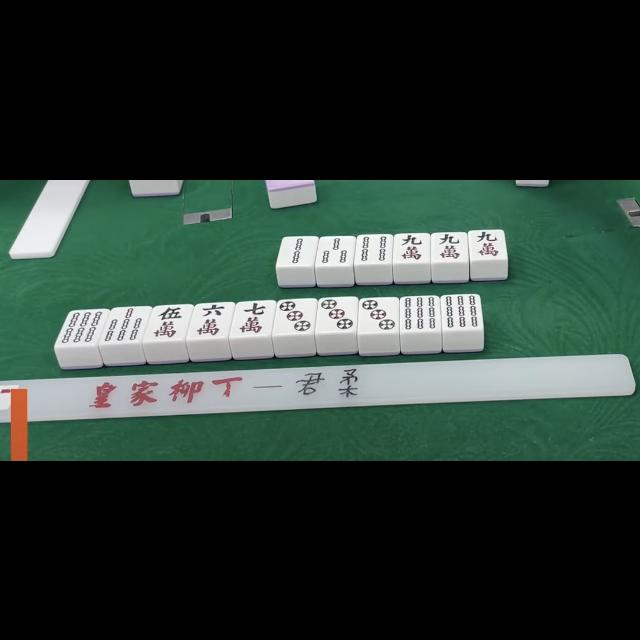 九 九 九
萬 萬 萬
伍 六 七
萬 萬 萬
皇家柳丁一君柔